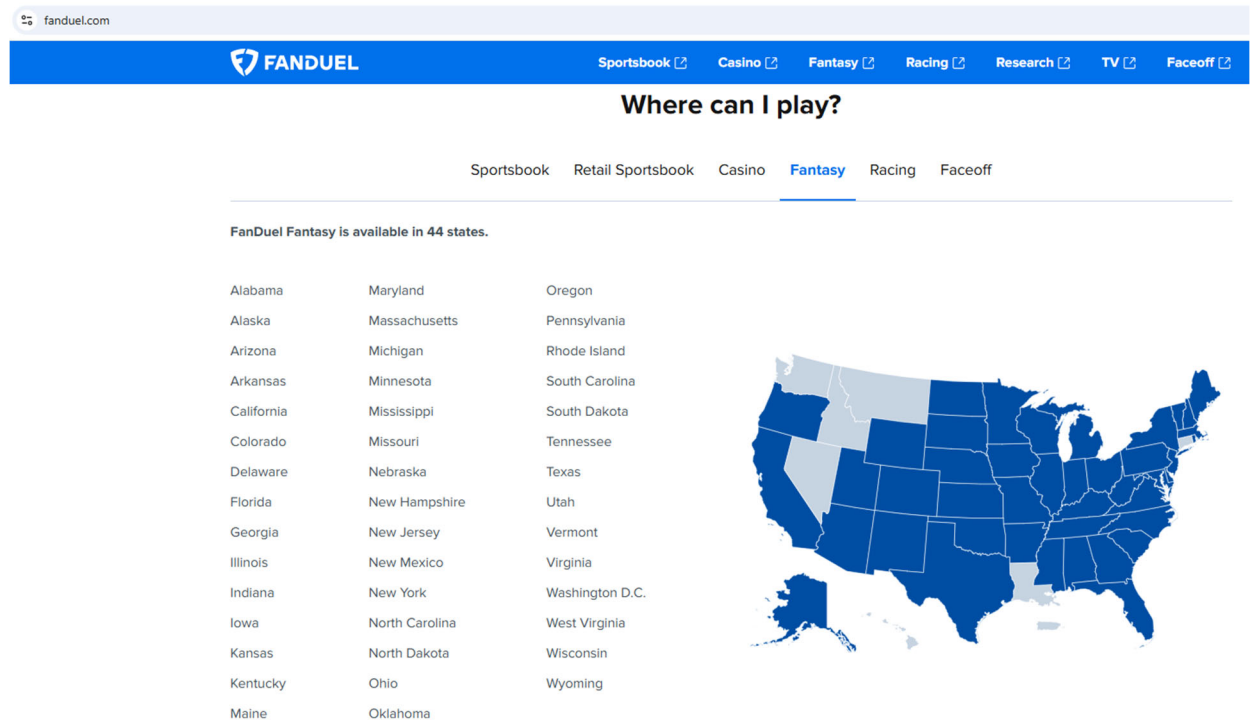 fanduel.com
FANDUEL
Sportsbook Casino Fantasy Racing Research TV Faceoff
Where can I play?
Sportsbook Retail Sportsbook Casino Fantasy Racing Faceoff
FanDuel Fantasy is available in 44 states.
Alabama
Alaska
Arizona
Arkansas
California
Colorado
Delaware
Florida
Georgia
Illinois
Indiana
Iowa
Kansas
Kentucky
Maine
Maryland
Massachusetts
Michigan
Minnesota
Mississippi
Missouri
Nebraska
New Hampshire
New Jersey
New Mexico
New York
North Carolina
North Dakota
Ohio
Oklahoma
Oregon
Pennsylvania
Rhode Island
South Carolina
South Dakota
Tennessee
Texas
Utah
Vermont
Virginia
Washington D.C.
West Virginia
Wisconsin
Wyoming